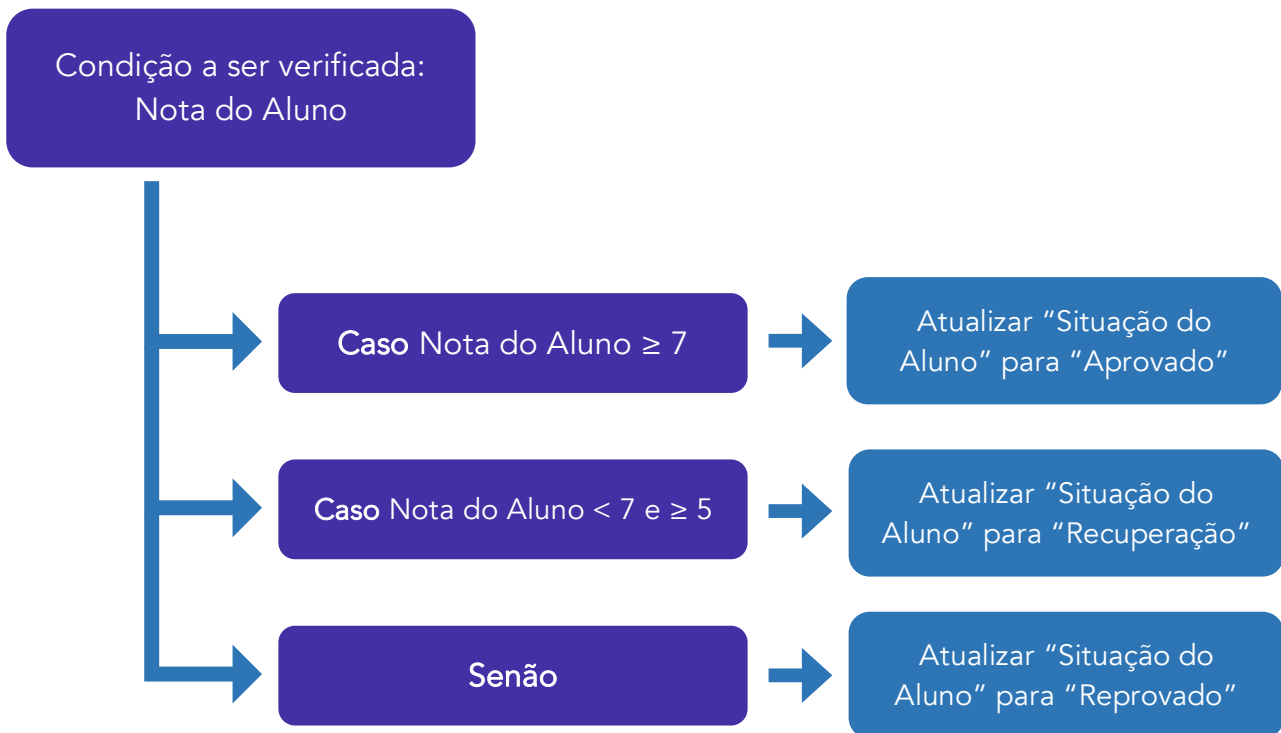 Condição a ser verificada:
Nota do Aluno
Caso Nota do Aluno ≥ 7
Atualizar “Situação do
Aluno” para “Aprovado”
Caso Nota do Aluno < 7 e ≥ 5
Atualizar “Situação do
Aluno” para “Recuperação”
Senão
Atualizar “Situação do
Aluno” para “Reprovado”